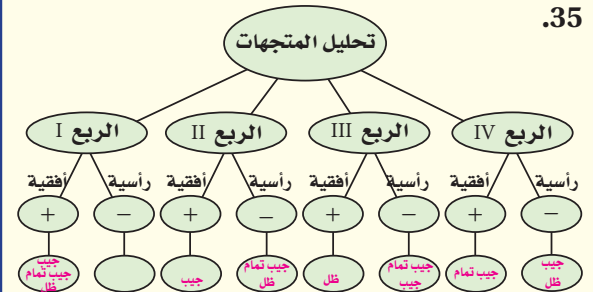 .35
تحليل المتجهات
الربع I الربع II الربع III الربع IV
أفقية رأسية أفقية رأسية أفقية رأسية أفقية رأسية
+ − + − + − + −
جيب
جيب تمام
ظل
جيب
جيب تمام
ظل
ظل
جيب تمام
جيب
جيب تمام
جيب
ظل